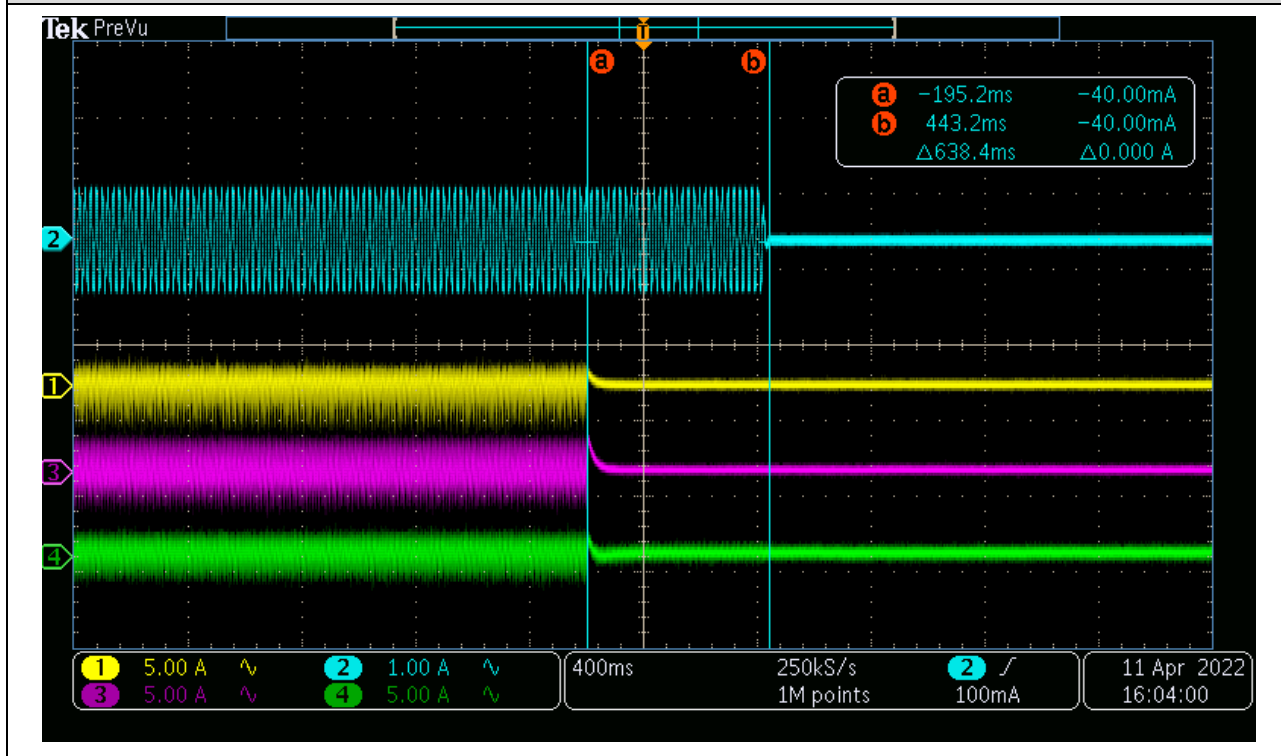 Tek PreVu
T
a b
a -195.2ms -40.00mA
b 443.2ms -40.00mA
△638.4ms △0.000 A
2
1
3
4
1 5.00 A 2 1.00 A 400ms 250kS/s 2 11 Apr 2022
3 5.00 A 4 5.00 A 1M points 100mA 16:04:00